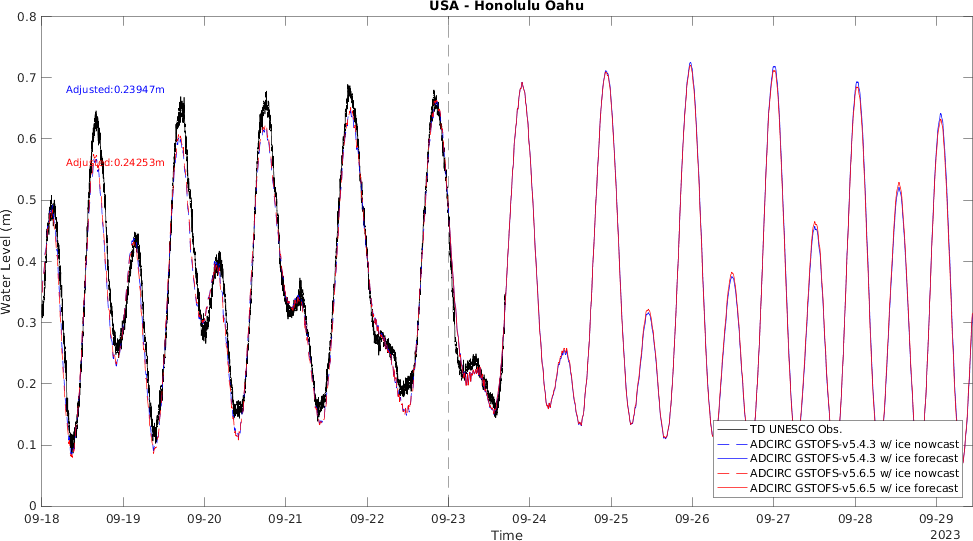 USA - Honolulu Oahu
0.8
0.7
0.6
0.5
0.4
0.3
0.2
0.1
0
Water Level (m)
Adjusted:0.23947m
Adjusted:0.24253m
TD UNESCO Obs.
ADCIRC GSTOFS-v5.4.3 w/ ice nowcast
ADCIRC GSTOFS-v5.4.3 w/ ice forecast
ADCIRC GSTOFS-v5.6.5 w/ ice nowcast
ADCIRC GSTOFS-v5.6.5 w/ ice forecast
09-18 09-19 09-20 09-21 09-22 09-23 09-24 09-25 09-26 09-27 09-28 09-29
Time
2023